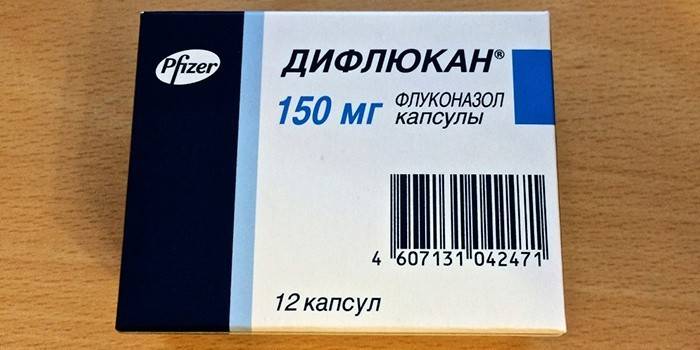 Pfizer
ДИФЛЮКАН®
150 мг
ФЛУКОНАЗОЛ
капсулы
4 607131 042471
12 капсул